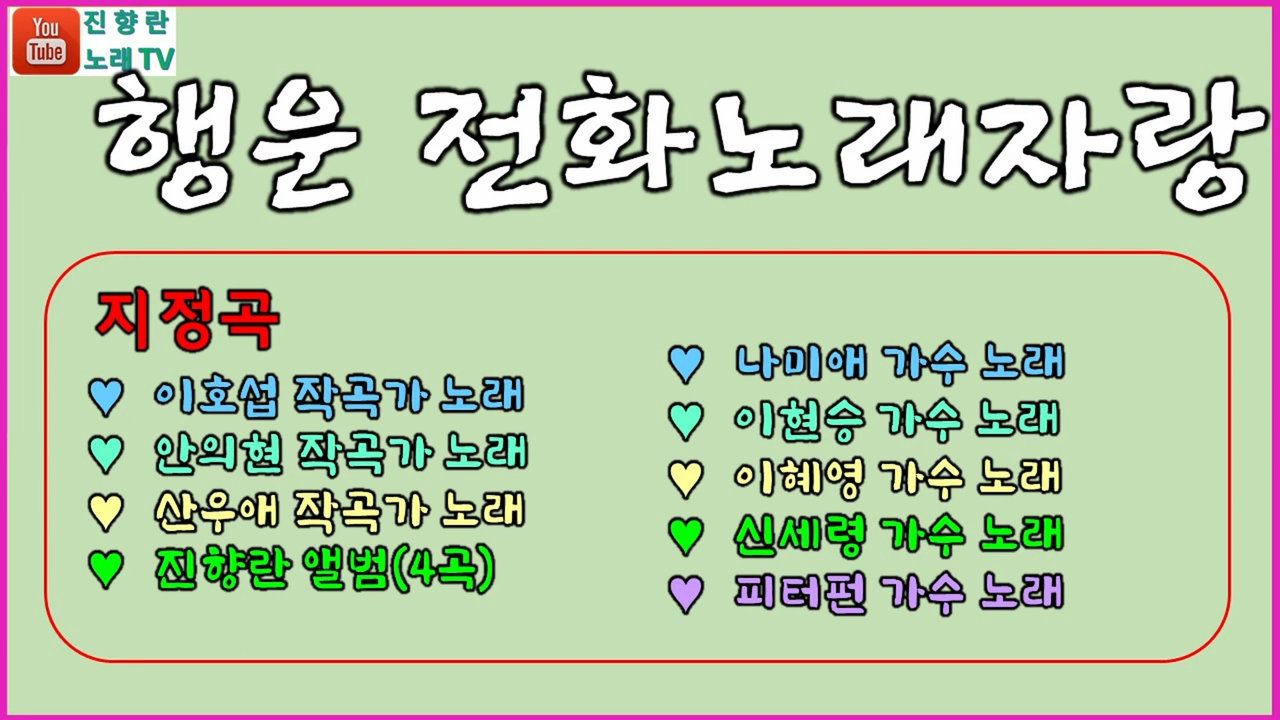 You
Tube
진향란
노래TV
행운 전화노래자랑
지정곡
♥ 이호섭 작곡가 노래
♥ 안의현 작곡가 노래
♥ 산우애 작곡가 노래
♥ 진향란 앨범(4곡)
♥ 나미애 가수 노래
♥ 이현승 가수 노래
♥ 이혜영 가수 노래
♥ 신세령 가수 노래
♥ 피터펀 가수 노래